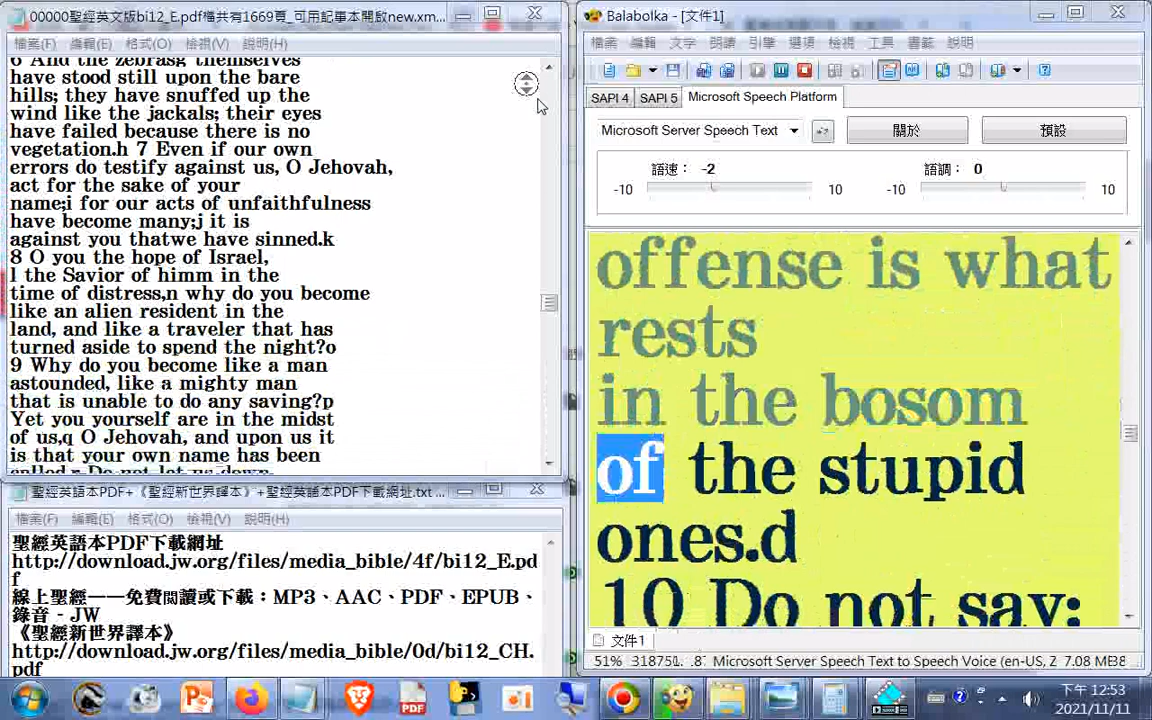 00000聖經英文版bi12_E.pdf檔共有1669頁_可用記事本開啟new.xm...
檔案(F) 編輯(E) 格式(O) 檢視(V) 說明(H)
6 And the zebrasg themselves
have stood still upon the bare
hills; they have snuffed up the
wind like the jackals; their eyes
have failed because there is no
vegetation.h 7 Even if our own
errors do testify against us, O Jehovah,
act for the sake of your
name;i for our acts of unfaithfulness
have become many;j it is
against you thatwe have sinned.k
8 O you the hope of Israel,
l the Savior of himm in the
time of distress,n why do you become
like an alien resident in the
land, and like a traveler that has
turned aside to spend the night?o
9 Why do you become like a man
astounded, like a mighty man
that is unable to do any saving?p
Yet you yourself are in the midst
of us,q O Jehovah, and upon us it
is that your own name has been
called.r Do not let us down.
聖經英語本PDF+《聖經新世界譯本》+聖經英語本PDF下載網址.txt ...
檔案(F) 編輯(E) 格式(O) 檢視(V) 說明(H)
聖經英語本PDF下載網址
http://download.jw.org/files/media_bible/4f/bi12_E.pd
f
線上聖經——免費閱讀或下載：MP3、AAC、PDF、EPUB、
錄音 - JW
《聖經新世界譯本》
http://download.jw.org/files/media_bible/0d/bi12_CH.
pdf
Balabolka - [文件1]
檔案 編輯 文字 朗讀 引擎 選項 檢視 工具 書籤 說明
SAPI 4 SAPI 5 Microsoft Speech Platform
Microsoft Server Speech Text 關於 預設
語速： -2 語調： 0
-10 10 -10 10
offense is what
rests
in the bosom
of the stupid
ones.d
10 Do not say:
文件1
51% Microsoft Server Speech Text to Speech Voice (en-US, Z 7.08 MB
下午 12:53
2021/11/11